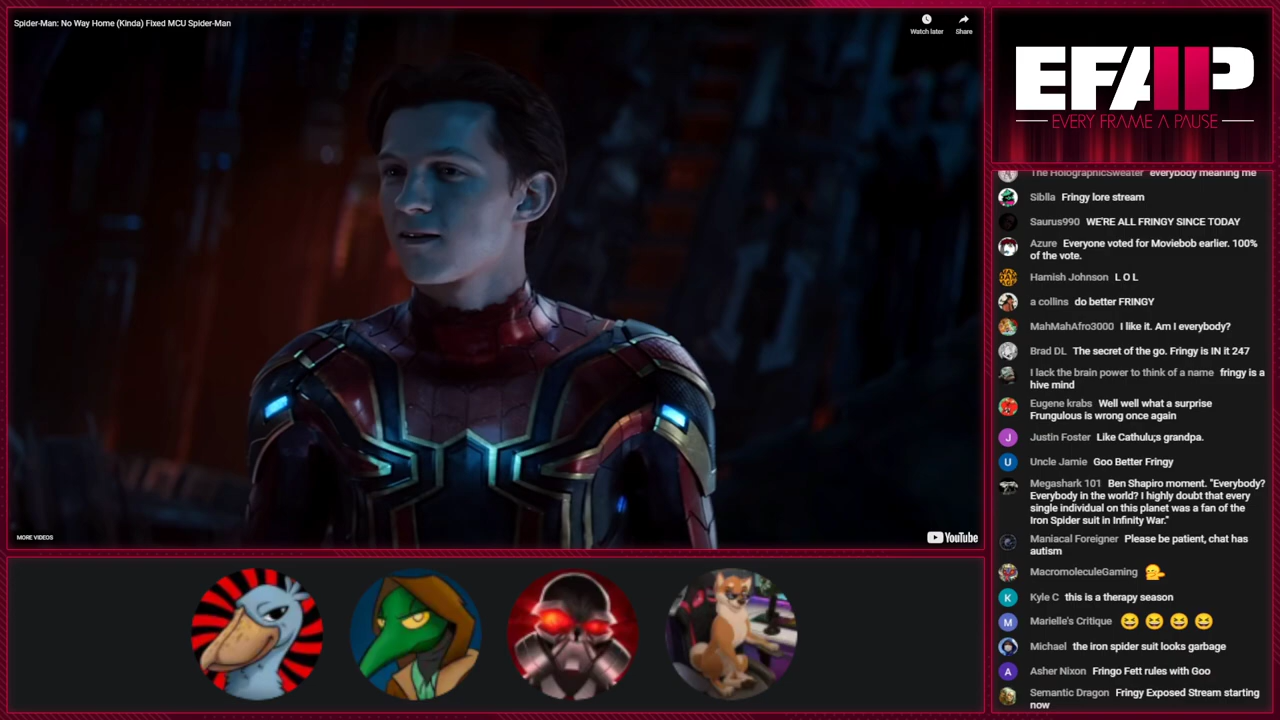 Spider-Man: No Way Home (Kinda) Fixed MCU Spider-Man
Watch later
Share
MORE VIDEOS
YouTube
EFAP
EVERY FRAME A PAUSE
The HolographicSweater everybody meaning me
Siblla Fringy lore stream
Saurus990 WE'RE ALL FRINGY SINCE TODAY
Azure Everyone voted for Moviebob earlier. 100%
of the vote.
Hamish Johnson L O L
a collins do better FRINGY
MahMahAfro3000 I like it. Am I everybody?
Brad DL The secret of the go. Fringy is IN it 247
I lack the brain power to think of a name fringy is a
hive mind
Eugene krabs Well well what a surprise
Frungulous is wrong once again
J Justin Foster Like Cathulu;s grandpa.
U Uncle Jamie Goo Better Fringy
Megashark 101 Ben Shapiro moment. "Everybody?
Everybody in the world? I highly doubt that every
single individual on this planet was a fan of the
Iron Spider suit in Infinity War."
Maniacal Foreigner Please be patient, chat has
autism
MacromoleculeGaming
K Kyle C this is a therapy season
M Marielle's Critique 😆 😆 😆 😆
Michael the iron spider suit looks garbage
A Asher Nixon Fringo Fett rules with Goo
Semantic Dragon Fringy Exposed Stream starting
now